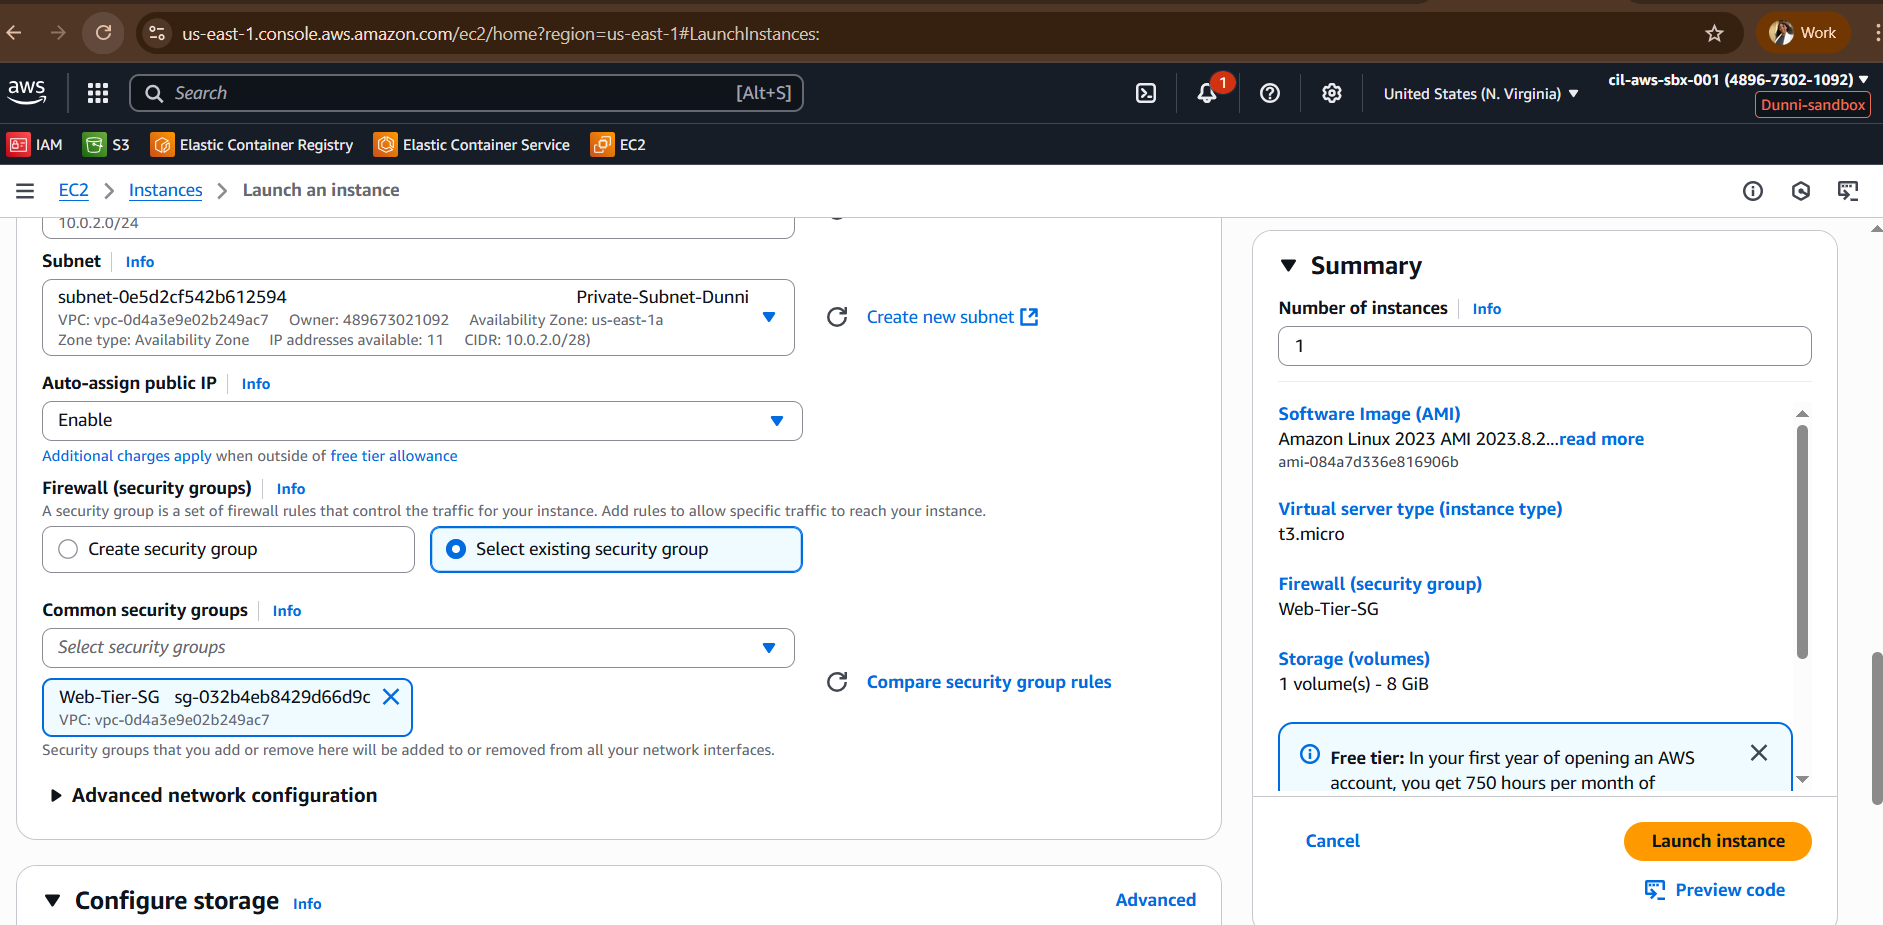 us-east-1.console.aws.amazon.com/ec2/home?region=us-east-1#LaunchInstances:
Work
aws
Search
[Alt+S]
1
United States (N. Virginia)
cil-aws-sbx-001 (4896-7302-1092)
Dunni-sandbox
IAM
S3
Elastic Container Registry
Elastic Container Service
EC2
EC2
Instances
Launch an instance
10.0.2.0/24
Subnet
Info
subnet-0e5d2cf542b612594 Private-Subnet-Dunni
VPC: vpc-0d4a3e9e02b249ac7 Owner: 489673021092 Availability Zone: us-east-1a
Zone type: Availability Zone IP addresses available: 11 CIDR: 10.0.2.0/28)
Create new subnet
Auto-assign public IP
Info
Enable
Additional charges apply when outside of free tier allowance
Firewall (security groups)
Info
A security group is a set of firewall rules that control the traffic for your instance. Add rules to allow specific traffic to reach your instance.
Create security group
Select existing security group
Common security groups
Info
Select security groups
Web-Tier-SG sg-032b4eb8429d66d9c
VPC: vpc-0d4a3e9e02b249ac7
Compare security group rules
Security groups that you add or remove here will be added to or removed from all your network interfaces.
Advanced network configuration
Configure storage
Info
Advanced
Summary
Number of instances
Info
1
Software Image (AMI)
Amazon Linux 2023 AMI 2023.8.2...read more
ami-084a7d336e816906b
Virtual server type (instance type)
t3.micro
Firewall (security group)
Web-Tier-SG
Storage (volumes)
1 volume(s) - 8 GiB
Free tier: In your first year of opening an AWS
account, you get 750 hours per month of
Cancel
Launch instance
Preview code